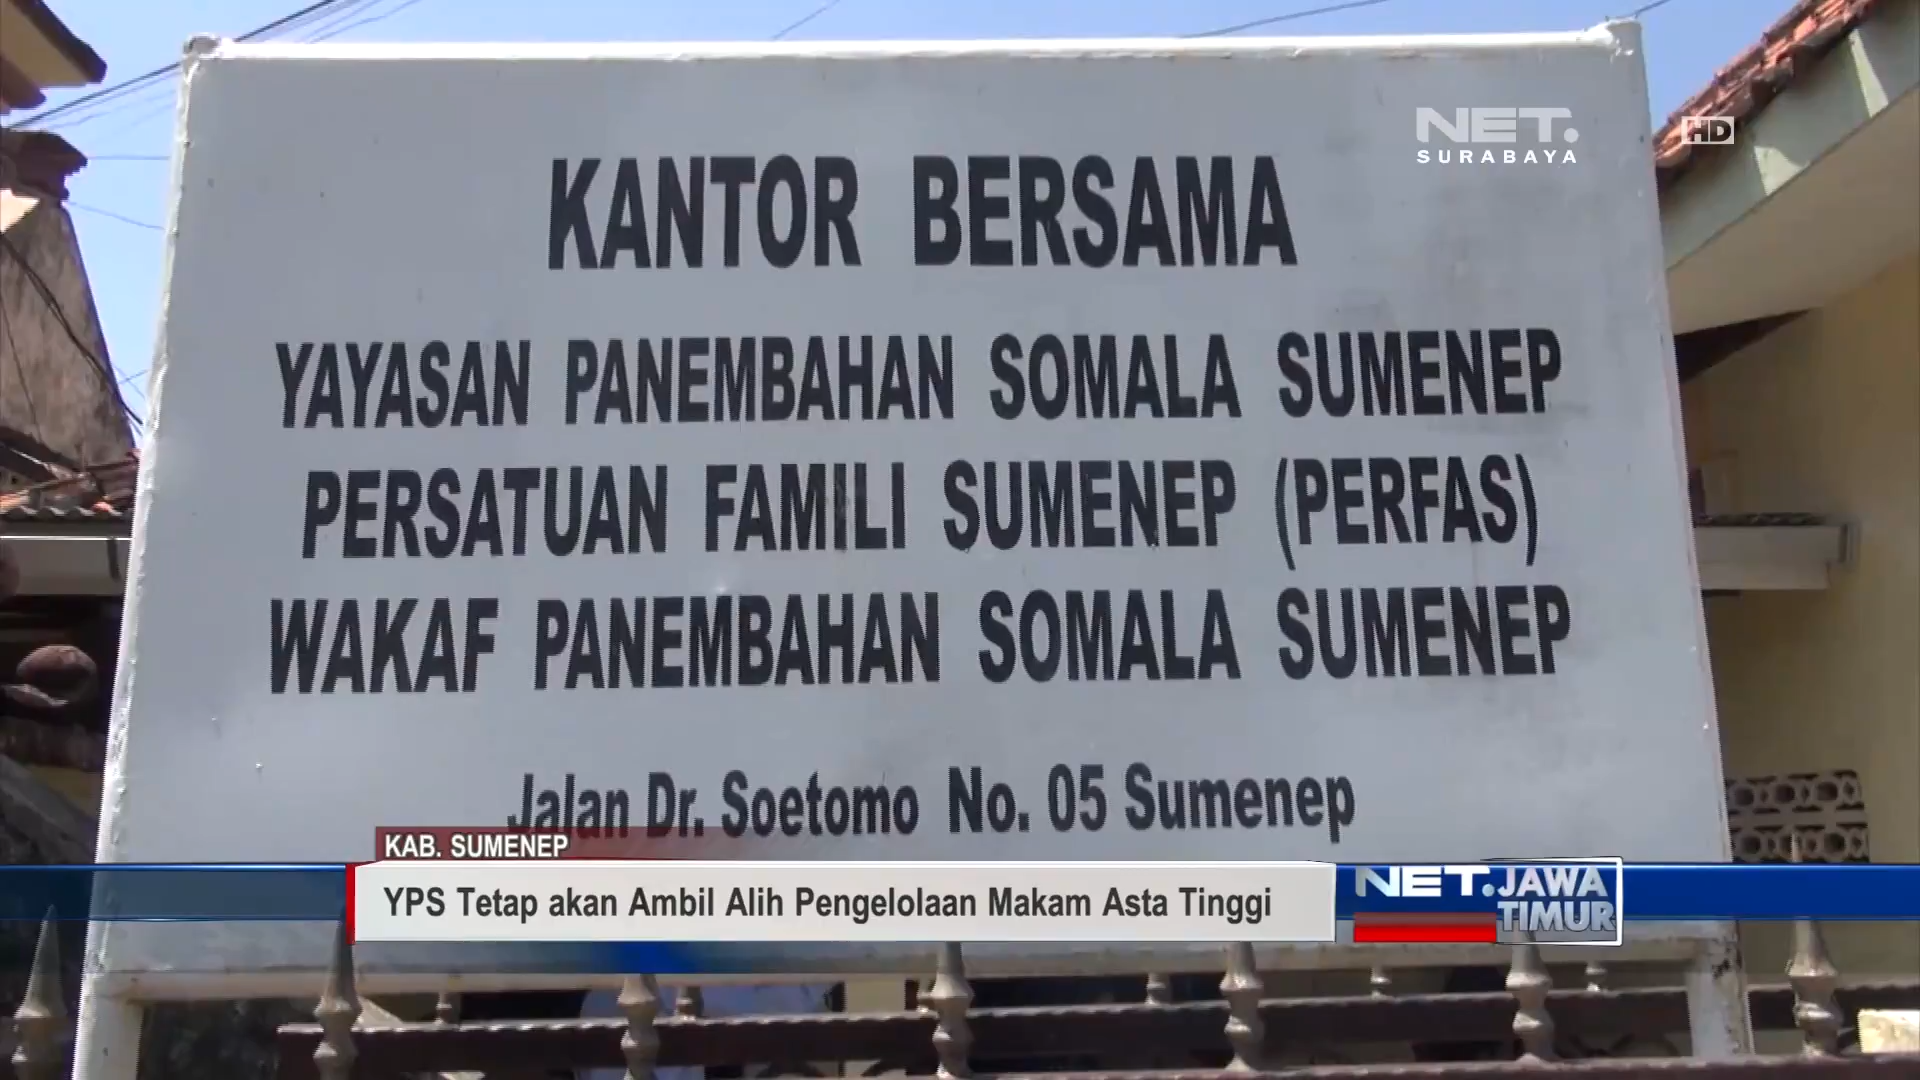 NET.
SURABAYA
HD
KANTOR BERSAMA
YAYASAN PANEMBAHAN SOMALA SUMENEP
PERSATUAN FAMILI SUMENEP (PERFAS)
WAKAF PANEMBAHAN SOMALA SUMENEP
Jalan Dr. Soetomo No. 05 Sumenep
KAB. SUMENEP
YPS Tetap akan Ambil Alih Pengelolaan Makam Asta Tinggi
NET. JAWA
TIMUR